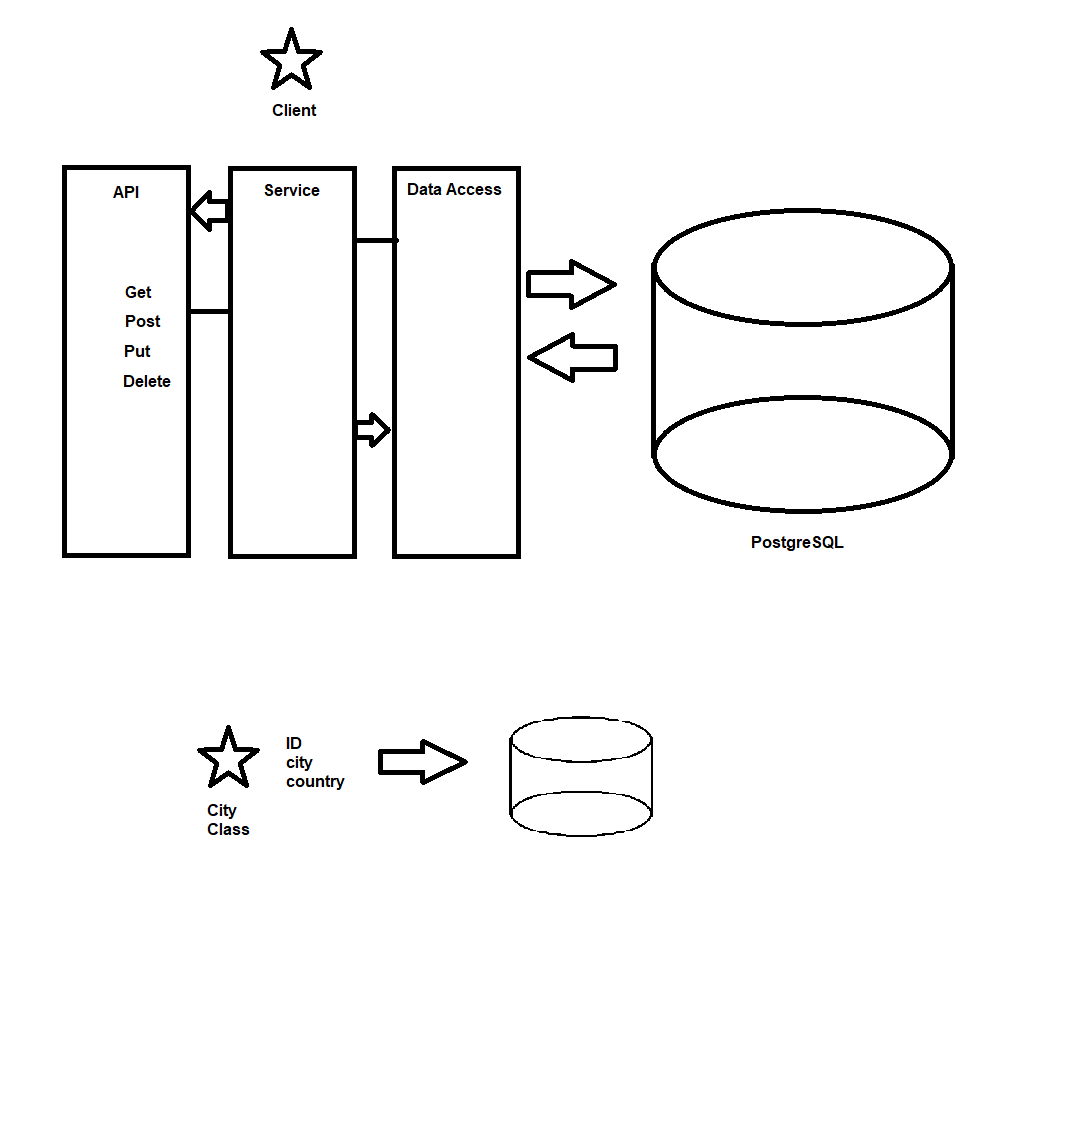 Client
API
Service
Data Access
Get
Post
Put
Delete
PostgreSQL
ID
city
country
City
Class